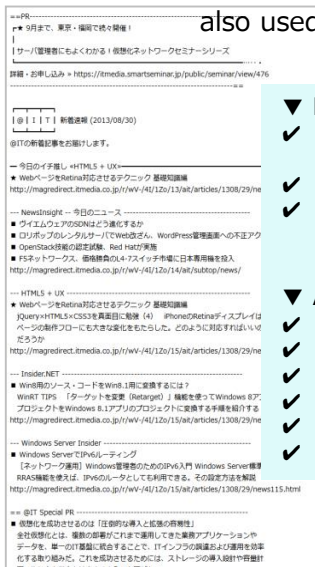 also used
==PR------------------------------------------------------------
┏★ 9月まで、東京・福岡で続々開催！
┃
┃サーバ管理者にもよくわかる！仮想化ネットワークセミナーシリーズ
┗━━━━━━━━━━━━━━━━━━━━━━━━━━━━━
詳細・お申し込み » https://itmedia.smartseminar.jp/public/seminar/view/476
----------------------------------------------------------------==
┏━┳━┳━┳━┓
┃@┃I┃T┃ 新着速報 (2013/08/30)
┗━┻━┻━┻━┛
@ITの新着記事をお届けします。
━ 今日のイチ推し <HTML5 + UX>━━━━━━━━━━━━
★ WebページをRetina対応させるテクニック 基礎知識編
http://magredirect.itmedia.co.jp/r/wV-/4I/1Zo/13/ait/articles/1308/29/ne
--- NewsInsight -- 今日のニュース -----------------------------
■ ヴイエムウェアのSDNはどう進化するか
■ ロリポップのレンタルサーバでWeb改ざん、WordPress管理画面への不正アク
■ OpenStack技能の認定試験、Red Hatが実施
■ F5ネットワークス、価格勝負のL4-7スイッチ市場に日本専用機を投入
http://magredirect.itmedia.co.jp/r/wV-/4I/1Zo/14/ait/subtop/news/
--- HTML5 + UX -----------------------------------------
★ WebページをRetina対応させるテクニック 基礎知識編
jQuery×HTML5×CSS3を真面目に勉強（4） iPhoneのRetinaディスプレイは
ページの制作フローにも大きな変化をもたらした。どのように対応すればいいの
だろうか
http://magredirect.itmedia.co.jp/r/wV-/4I/1Zo/15/ait/articles/1308/29/ne
--- Insider.NET ----------------------------------------
■ Win8用のソース・コードをWin8.1用に変換するには？
WinRT TIPS 「ターゲットを変更（Retarget）」機能を使ってWindows 8ア
プロジェクトをWindows 8.1アプリのプロジェクトに変換する手順を紹介する
http://magredirect.itmedia.co.jp/r/wV-/4I/1Zo/15/ait/articles/1308/29/ne
--- Windows Server Insider -----------------------------
■ Windows ServerでIPv6ルーティング
［ネットワーク運用］Windows管理者のためのIPv6入門 Windows Server標準
RRAS機能を使えば、IPv6のルータとしても利用できる。その設定方法を解説
http://magredirect.itmedia.co.jp/r/wV-/4I/1Zo/15/ait/articles/1308/29/news115.html
== @IT Special PR --------------------------------------
■ 仮想化を成功させるのは「圧倒的な導入と拡張の容易性」
全社仮想化とは、複数の部署がこれまで運用してきた業務アプリケーションや
データを、単一のIT基盤に統合することで、ITインフラの調達および運用を効率
化する取り組みだ。これを成功させるためには、ストレージの導入設計や容量計
▼
✔
✔
✔
▼
✔
✔
✔
✔
✔